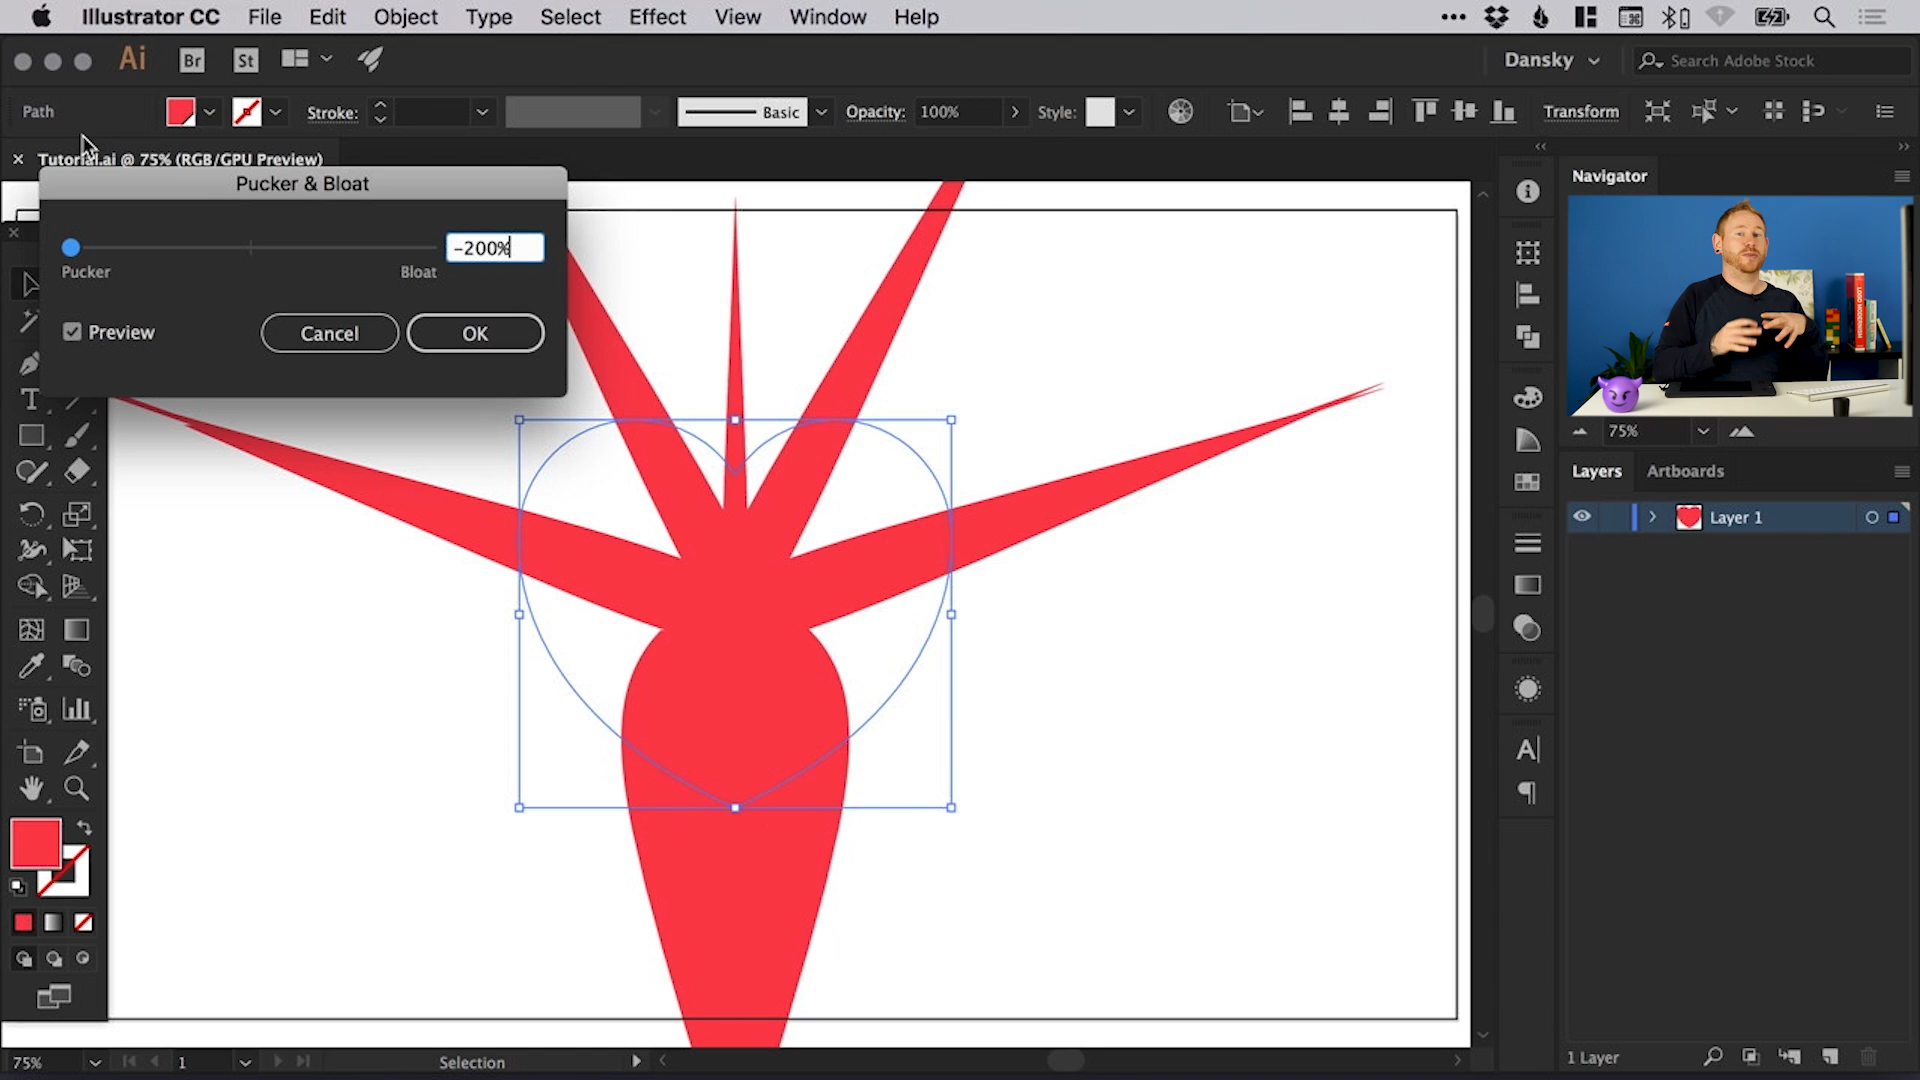 Illustrator CC File Edit Object Type Select Effect View Window Help
Ai Br St Dansky Search Adobe Stock
Path Stroke: Basic Opacity: 100% Style: Transform
× Tutorial.ai @ 75% (RGB/GPU Preview)
Pucker & Bloat
-200%
Pucker Bloat
Preview Cancel OK
Navigator
75%
Layers Artboards
Layer 1
1 Layer
75% 1 Selection